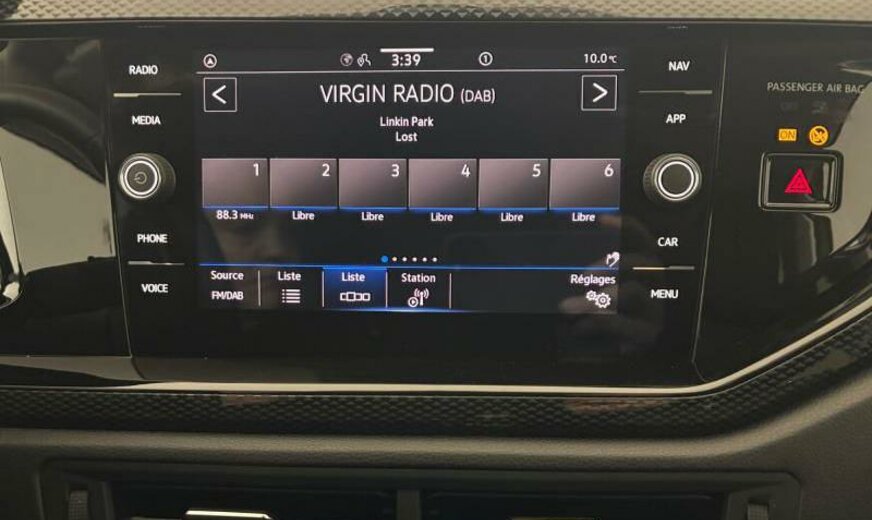 RADIO
MEDIA
PHONE
VOICE
3:39
1
10.0°C
< VIRGIN RADIO (DAB) >
Linkin Park
Lost
1 2 3 4 5 6
88.3 MHz Libre Libre Libre Libre Libre
Source Liste Liste Station Réglages
FM/DAB
NAV
APP
CAR
MENU
PASSENGER AIR BAG
ON